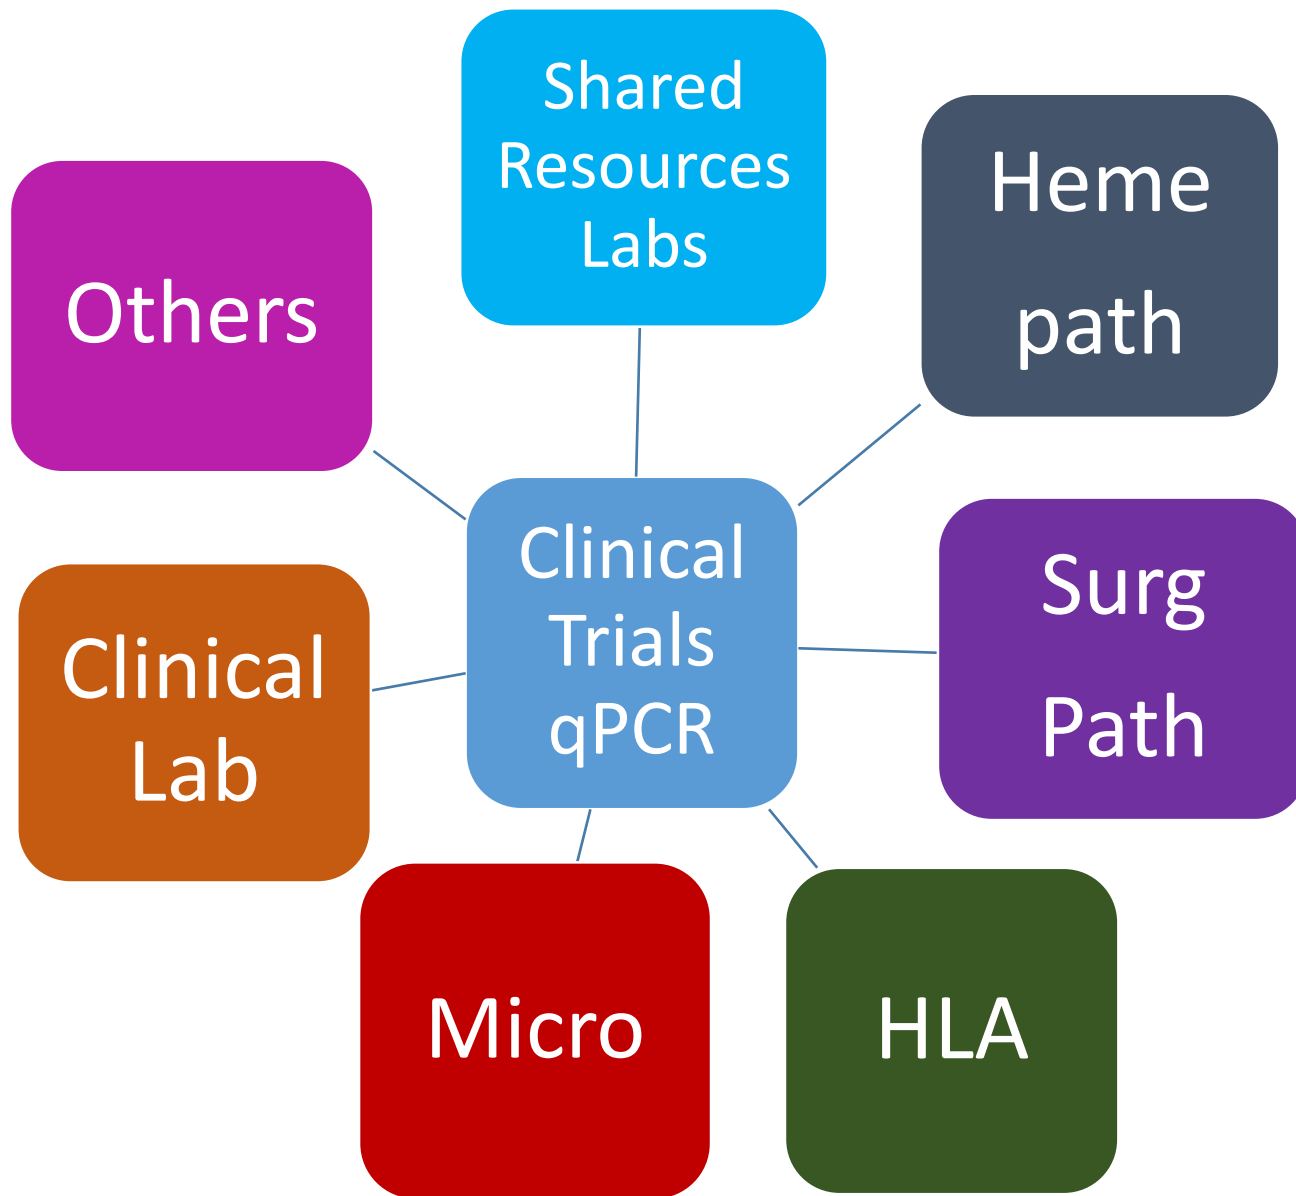 Shared
Resources
Labs
Heme
path
Others
Clinical
Trials
qPCR
Surg
Path
Clinical
Lab
Micro
HLA